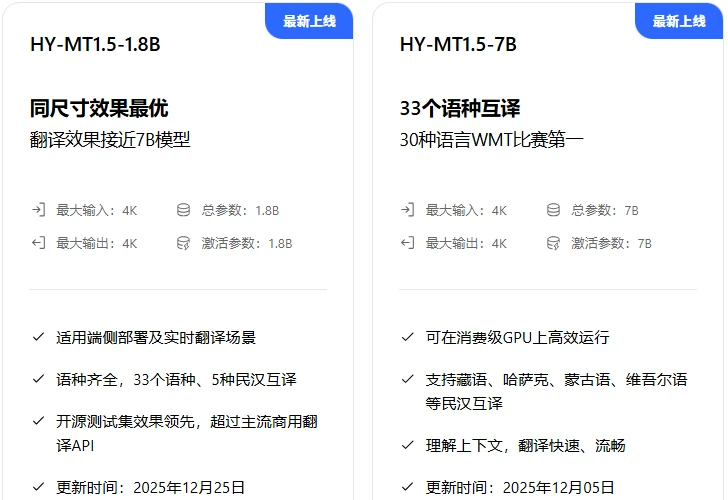 最新上线
HY-MT1.5-1.8B
同尺寸效果最优
翻译效果接近7B模型
最大输入：4K
总参数：1.8B
最大输出：4K
激活参数：1.8B
适用端侧部署及实时翻译场景
语种齐全，33个语种、5种民汉互译
开源测试集效果领先，超过主流商用翻
译API
更新时间：2025年12月25日
最新上线
HY-MT1.5-7B
33个语种互译
30种语言WMT比赛第一
最大输入：4K
总参数：7B
最大输出：4K
激活参数：7B
可在消费级GPU上高效运行
支持藏语、哈萨克、蒙古语、维吾尔语
等民汉互译
理解上下文，翻译快速、流畅
更新时间：2025年12月05日